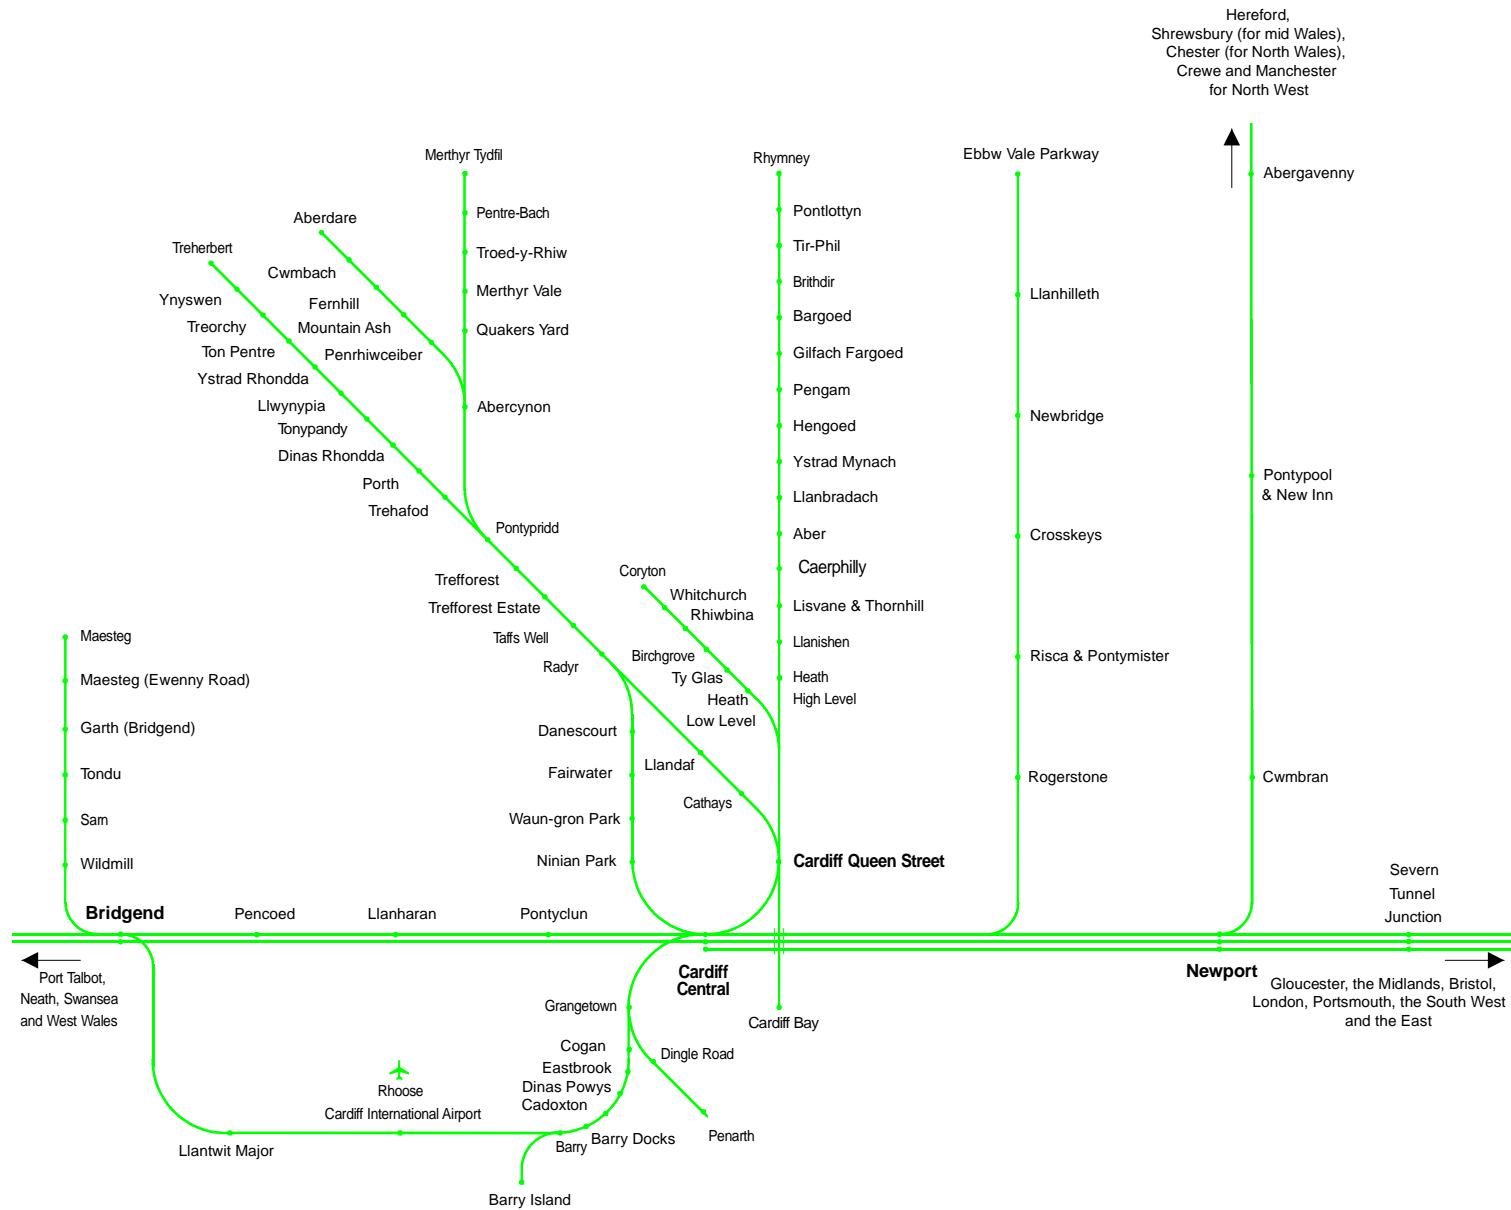 Hereford,
Shrewsbury (for mid Wales),
Chester (for North Wales),
Crewe and Manchester
for North West
Merthyr Tydfil
Rhymney
Ebbw Vale Parkway
Abergavenny
Pentre-Bach
Pontlottyn
Aberdare
Treherbert
Troed-y-Rhiw
Tir-Phil
Cwmbach
Brithdir
Merthyr Vale
Llanhilleth
Ynyswen
Fernhill
Bargoed
Treorchy
Mountain Ash
Quakers Yard
Ton Pentre
Penrhiwceiber
Gilfach Fargoed
Ystrad Rhondda
Pengam
Llwynypia
Abercynon
Newbridge
Tonypandy
Hengoed
Dinas Rhondda
Ystrad Mynach
Porth
Pontypool
& New Inn
Llanbradach
Trehafod
Pontypridd
Aber
Crosskeys
Caerphilly
Coryton
Trefforest
Whitchurch
Trefforest Estate
Rhiwbina
Lisvane & Thornhill
Maesteg
Taffs Well
Llanishen
Birchgrove
Risca & Pontymister
Radyr
Ty Glas
Heath
High Level
Maesteg (Ewenny Road)
Heath
Low Level
Garth (Bridgend)
Danescourt
Llandaf
Tondu
Fairwater
Rogerstone
Cwmbran
Cathays
Sarn
Waun-gron Park
Wildmill
Ninian Park
Cardiff Queen Street
Severn
Tunnel
Junction
Bridgend
Pencoed
Llanharan
Pontyclun
Cardiff
Central
Newport
Port Talbot,
Neath, Swansea
and West Wales
Gloucester, the Midlands, Bristol,
London, Portsmouth, the South West
and the East
Grangetown
Cardiff Bay
Cogan
Dingle Road
Eastbrook
Dinas Powys
Cadoxton
Rhoose
Cardiff International Airport
Penarth
Barry Docks
Barry
Llantwit Major
Barry Island